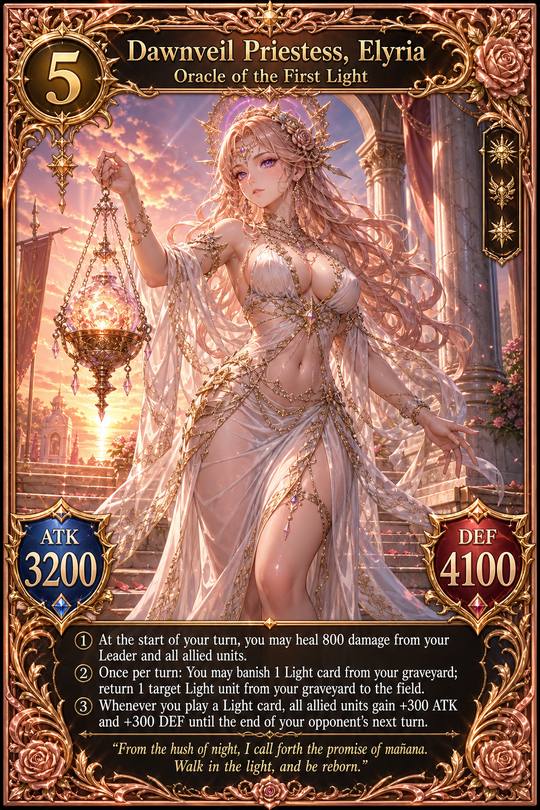 5
Dawnveil Priestess, Elyria
Oracle of the First Light
ATK
3200
DEF
4100
① At the start of your turn, you may heal 800 damage from your
Leader and all allied units.
② Once per turn: You may banish 1 Light card from your graveyard;
return 1 target Light unit from your graveyard to the field.
③ Whenever you play a Light card, all allied units gain +300 ATK
and +300 DEF until the end of your opponent's next turn.
“From the hush of night, I call forth the promise of mañana.
Walk in the light, and be reborn.”